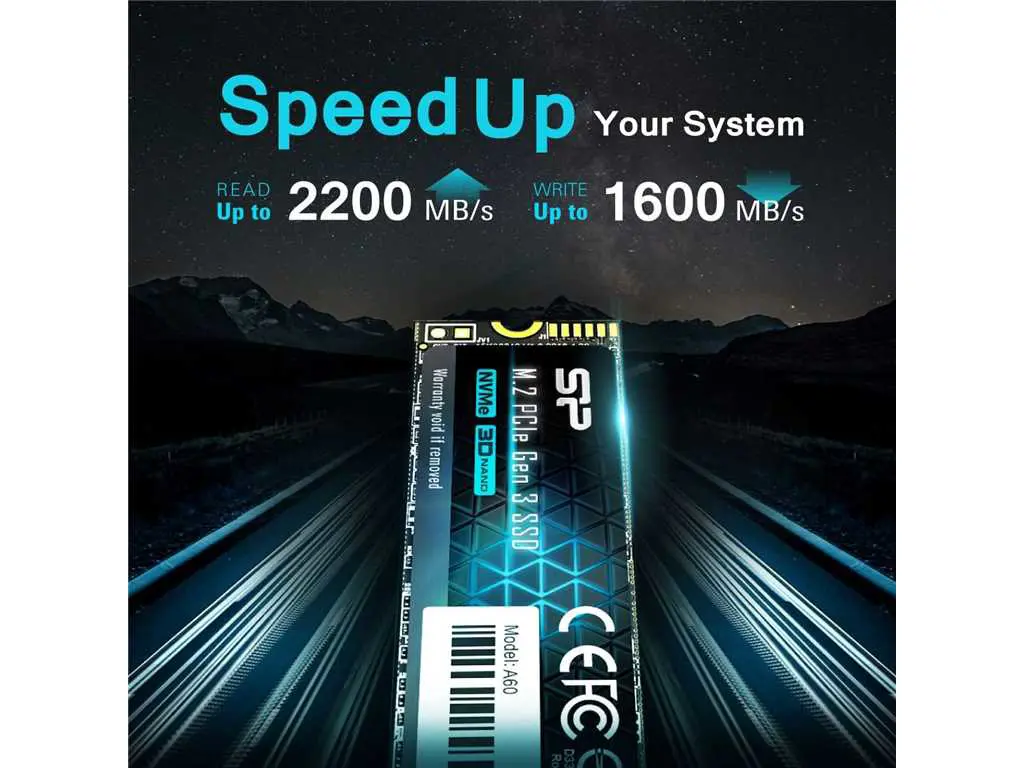 Speed Up Your System
READ
Up to 2200 MB/s
WRITE
Up to 1600 MB/s
SP
M.2 PCIe Gen 3 SSD
NVMe 3D NAND
Warranty void if removed
Model: A60
CE FC